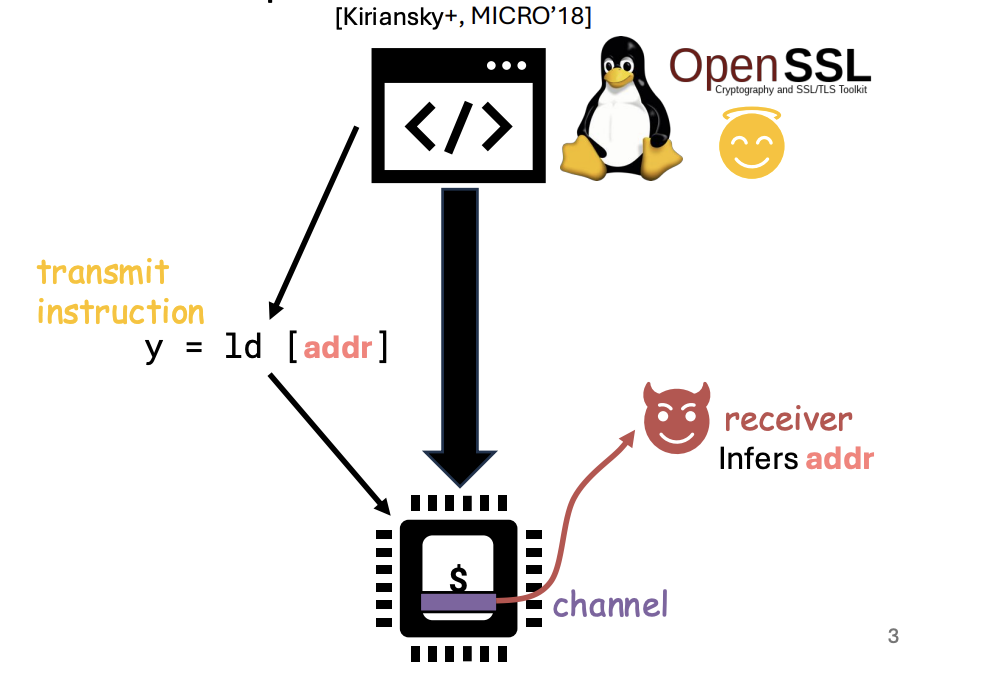 [Kiriansky+, MICRO’18]
</>
OpenSSL
Cryptography and SSL/TLS Toolkit
transmit
instruction
y = ld [addr]
receiver
Infers addr
$
channel
3